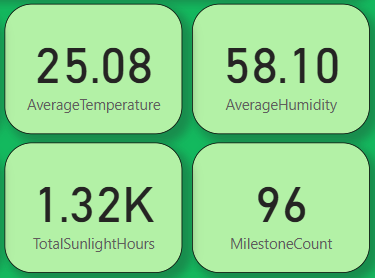 25.08
AverageTemperature
58.10
AverageHumidity
1.32K
TotalSunlightHours
96
MilestoneCount